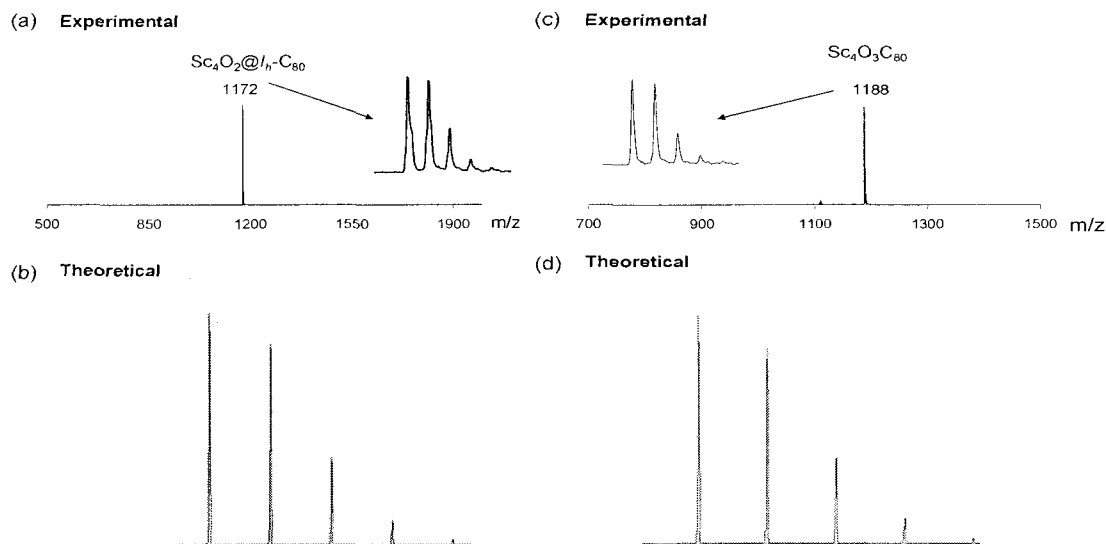 (a) Experimental
Sc4O2@Ih-C80
1172
500 850 1200 1550 1900 m/z
(b) Theoretical
(c) Experimental
Sc4O3C80
1188
700 900 1100 1300 1500 m/z
(d) Theoretical